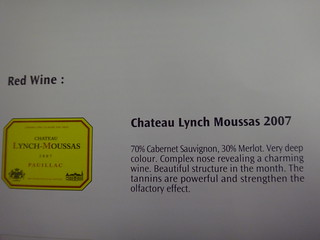 Red Wine :
CHATEAU
LYNCH-MOUSSAS
2007
PAUILLAC
Chateau Lynch Moussas 2007
70% Cabernet Sauvignon, 30% Merlot. Very deep
colour. Complex nose revealing a charming
wine. Beautiful structure in the month. The
tannins are powerful and strengthen the
olfactory effect.